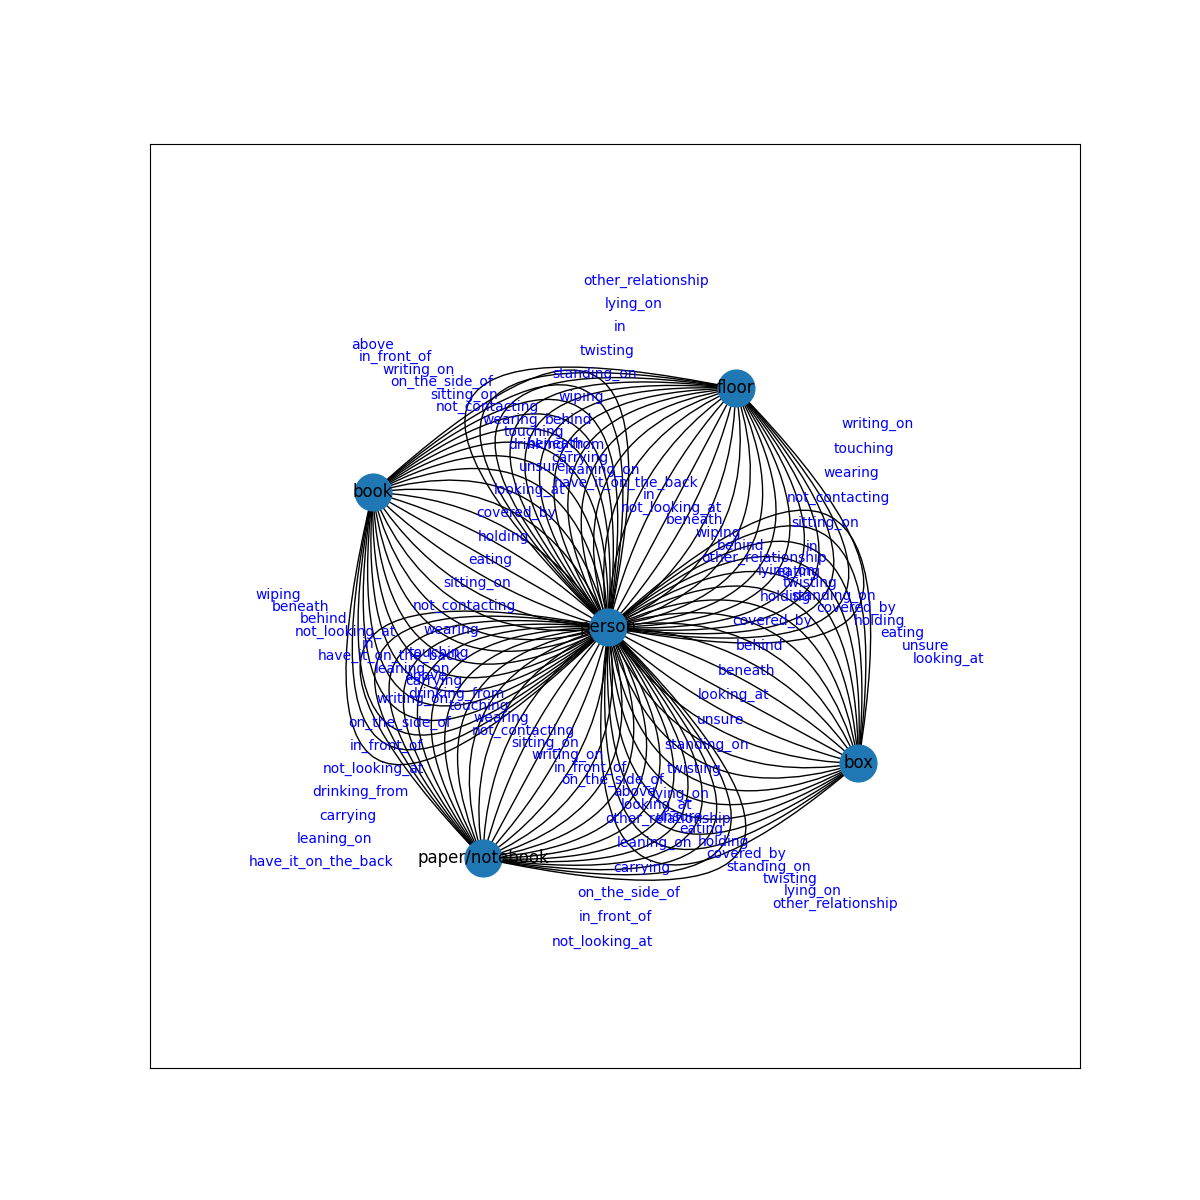 other_relationship
lying_on
in
above
twisting
in_front_of
writing_on
standing_on
on_the_side_of
floor
sitting_on
wiping
not_contacting
wearing
behind
writing_on
touching
drinking_from
beneath
touching
carrying
unsure
leaning_on
wearing
have_it_on_the_back
looking_at
book
in
not_contacting
not_looking_at
covered_by
beneath
sitting_on
wiping
holding
behind
in
other_relationship
eating
lying_on
eating
sitting_on
twisting
wiping
holding
standing_on
not_contacting
beneath
covered_by
behind
covered_by
holding
person
wearing
not_looking_at
eating
in
behind
unsure
touching
have_it_on_the_back
looking_at
leaning_on
beneath
above
carrying
drinking_from
looking_at
writing_on
touching
wearing
unsure
on_the_side_of
not_contacting
sitting_on
standing_on
in_front_of
writing_on
box
not_looking_at
in_front_of
twisting
on_the_side_of
drinking_from
above
lying_on
looking_at
carrying
other_relationship
unsure
eating
leaning_on
leaning_on
holding
covered_by
paper/notebook
have_it_on_the_back
carrying
standing_on
twisting
on_the_side_of
lying_on
other_relationship
in_front_of
not_looking_at